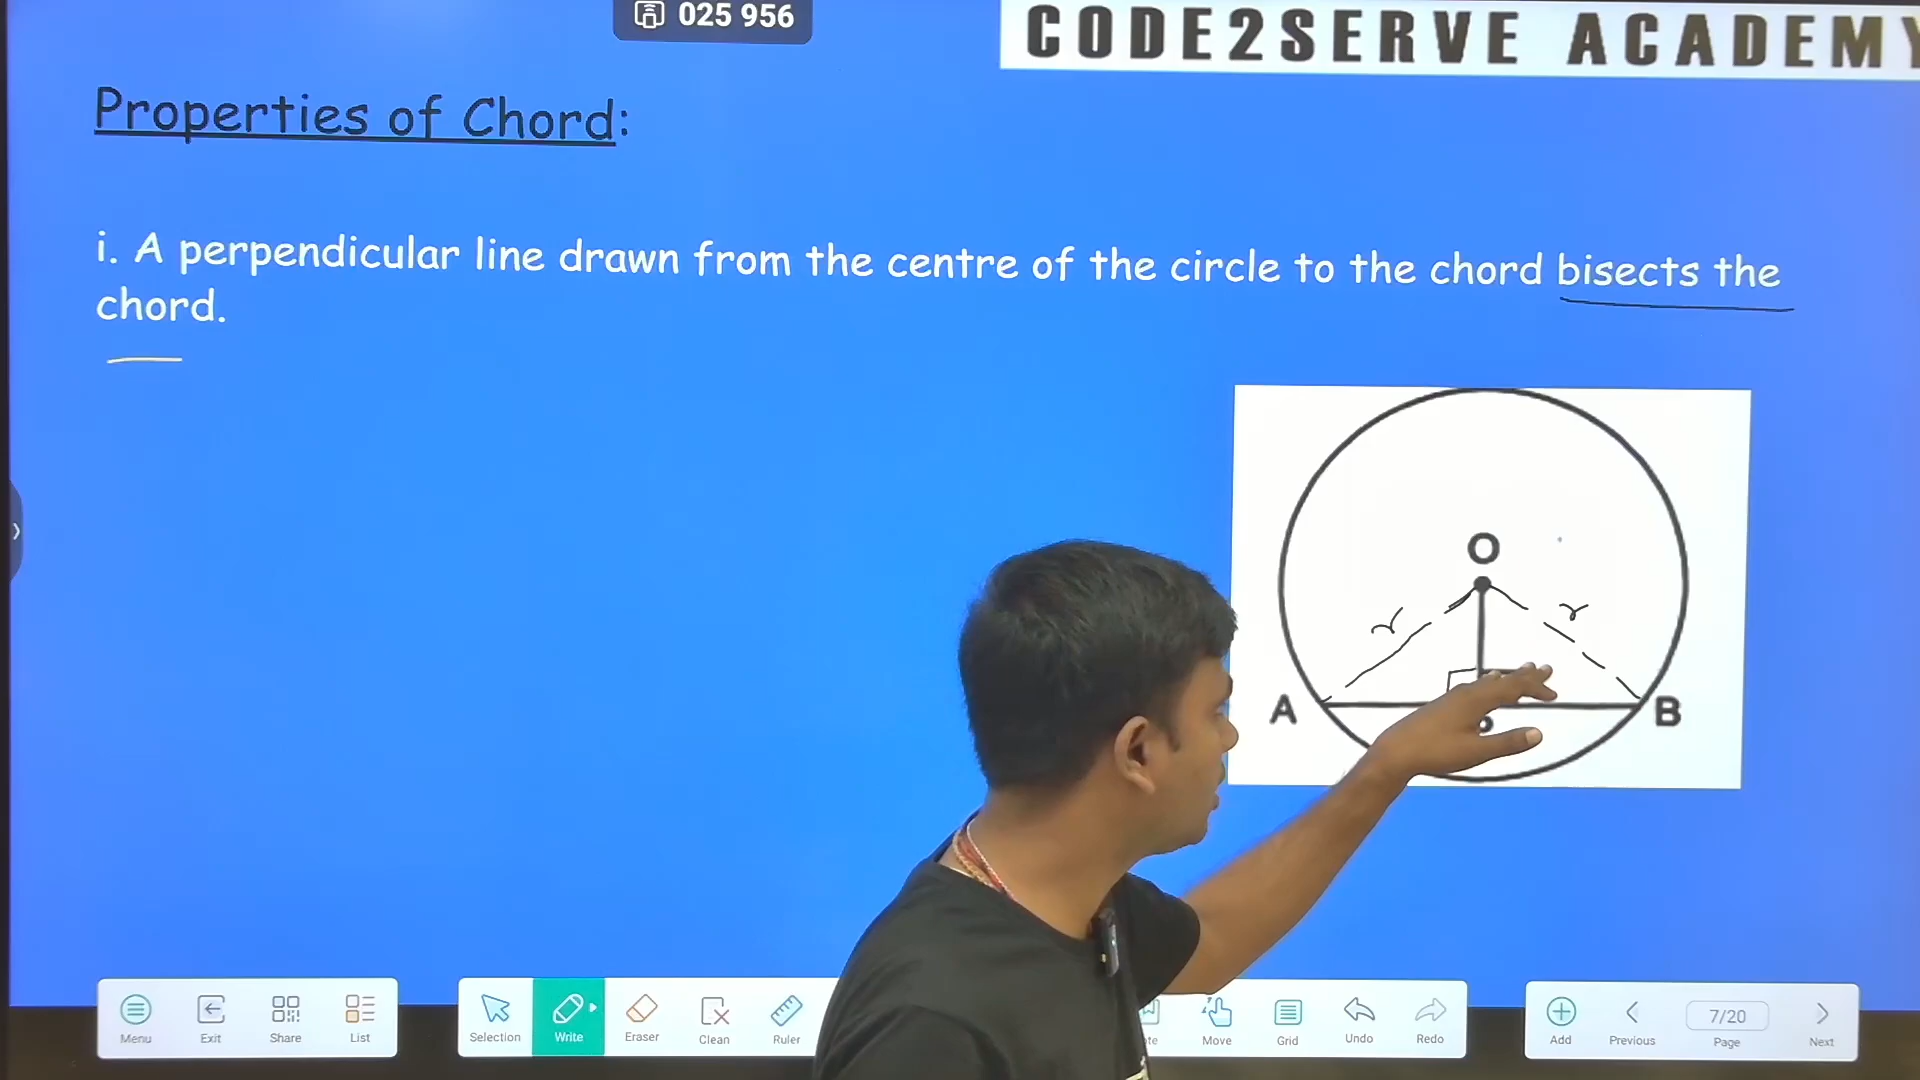 025 956
CODE2SERVE ACADEMY
Properties of Chord:
i. A perpendicular line drawn from the centre of the circle to the chord bisects the
chord.
O
r r
A B
Menu Exit Share List
Selection Write Eraser Clean Ruler
Move Grid Undo Redo
Add Previous 7/20 Page Next